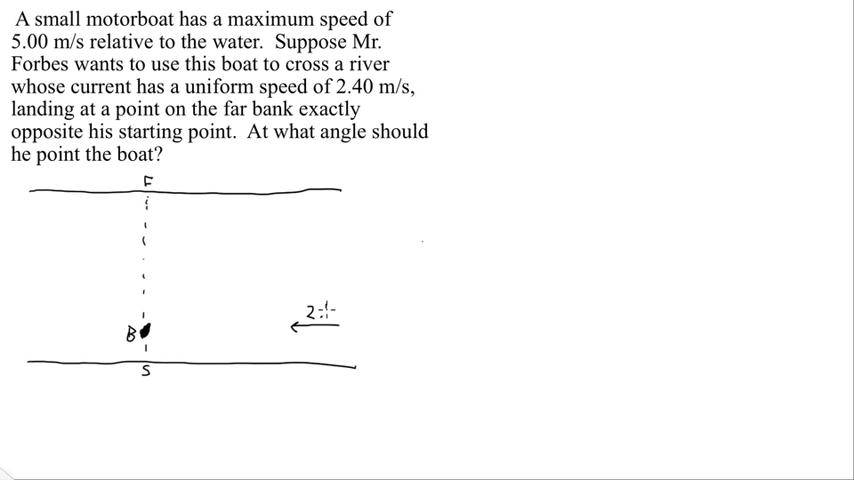 A small motorboat has a maximum speed of
5.00 m/s relative to the water. Suppose Mr.
Forbes wants to use this boat to cross a river
whose current has a uniform speed of 2.40 m/s,
landing at a point on the far bank exactly
opposite his starting point. At what angle should
he point the boat?
F
B
S